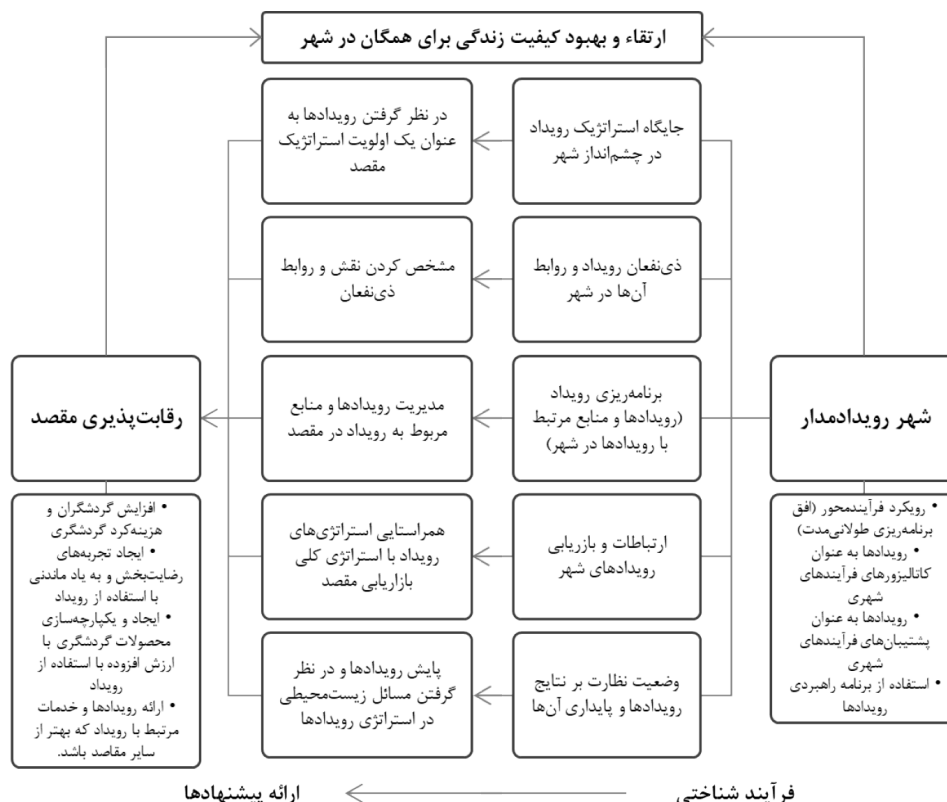 ارتقاء و بهبود کیفیت زندگی برای همگان در شهر
جایگاه استراتژیک رویداد
در چشم‌انداز شهر
در نظر گرفتن رویدادها به
عنوان یک اولویت استراتژیک
مقصد
ذی‌نفعان رویداد و روابط
آن‌ها در شهر
مشخص کردن نقش و روابط
ذی‌نفعان
شهر رویدادمدار
برنامه‌ریزی رویداد
(رویدادها و منابع مرتبط
با رویدادها در شهر)
مدیریت رویدادها و منابع
مربوط به رویداد در مقصد
رقابت‌پذیری مقصد
• رویکرد فرآیندمحور (افق
برنامه‌ریزی طولانی‌مدت)
• رویدادها به عنوان
کاتالیزورهای فرآیندهای
شهری
• رویدادها به عنوان
پشتیبان‌های فرآیندهای
شهری
• استفاده از برنامه راهبردی
رویدادها
ارتباطات و بازریابی
رویدادهای شهر
همراستایی استراتژی‌های
رویداد با استراتژی کلی
بازاریابی مقصد
وضعیت نظارت بر نتایج
رویدادها و پایداری آن‌ها
پایش رویدادها و در نظر
گرفتن مسائل زیست‌محیطی
در استراتژی رویدادها
• افزایش گردشگران و
هزینه‌کرد گردشگری
• ایجاد تجربه‌های
رضایت‌بخش و به یاد ماندنی
با استفاده از رویداد
• ایجاد و یکپارچه‌سازی
محصولات گردشگری با
ارزش افزوده با استفاده از
رویداد
• ارائه رویدادها و خدمات
مرتبط با رویداد که بهتر از
سایر مقاصد باشد.
فرآیند شناختی
ارائه پیشنهادها